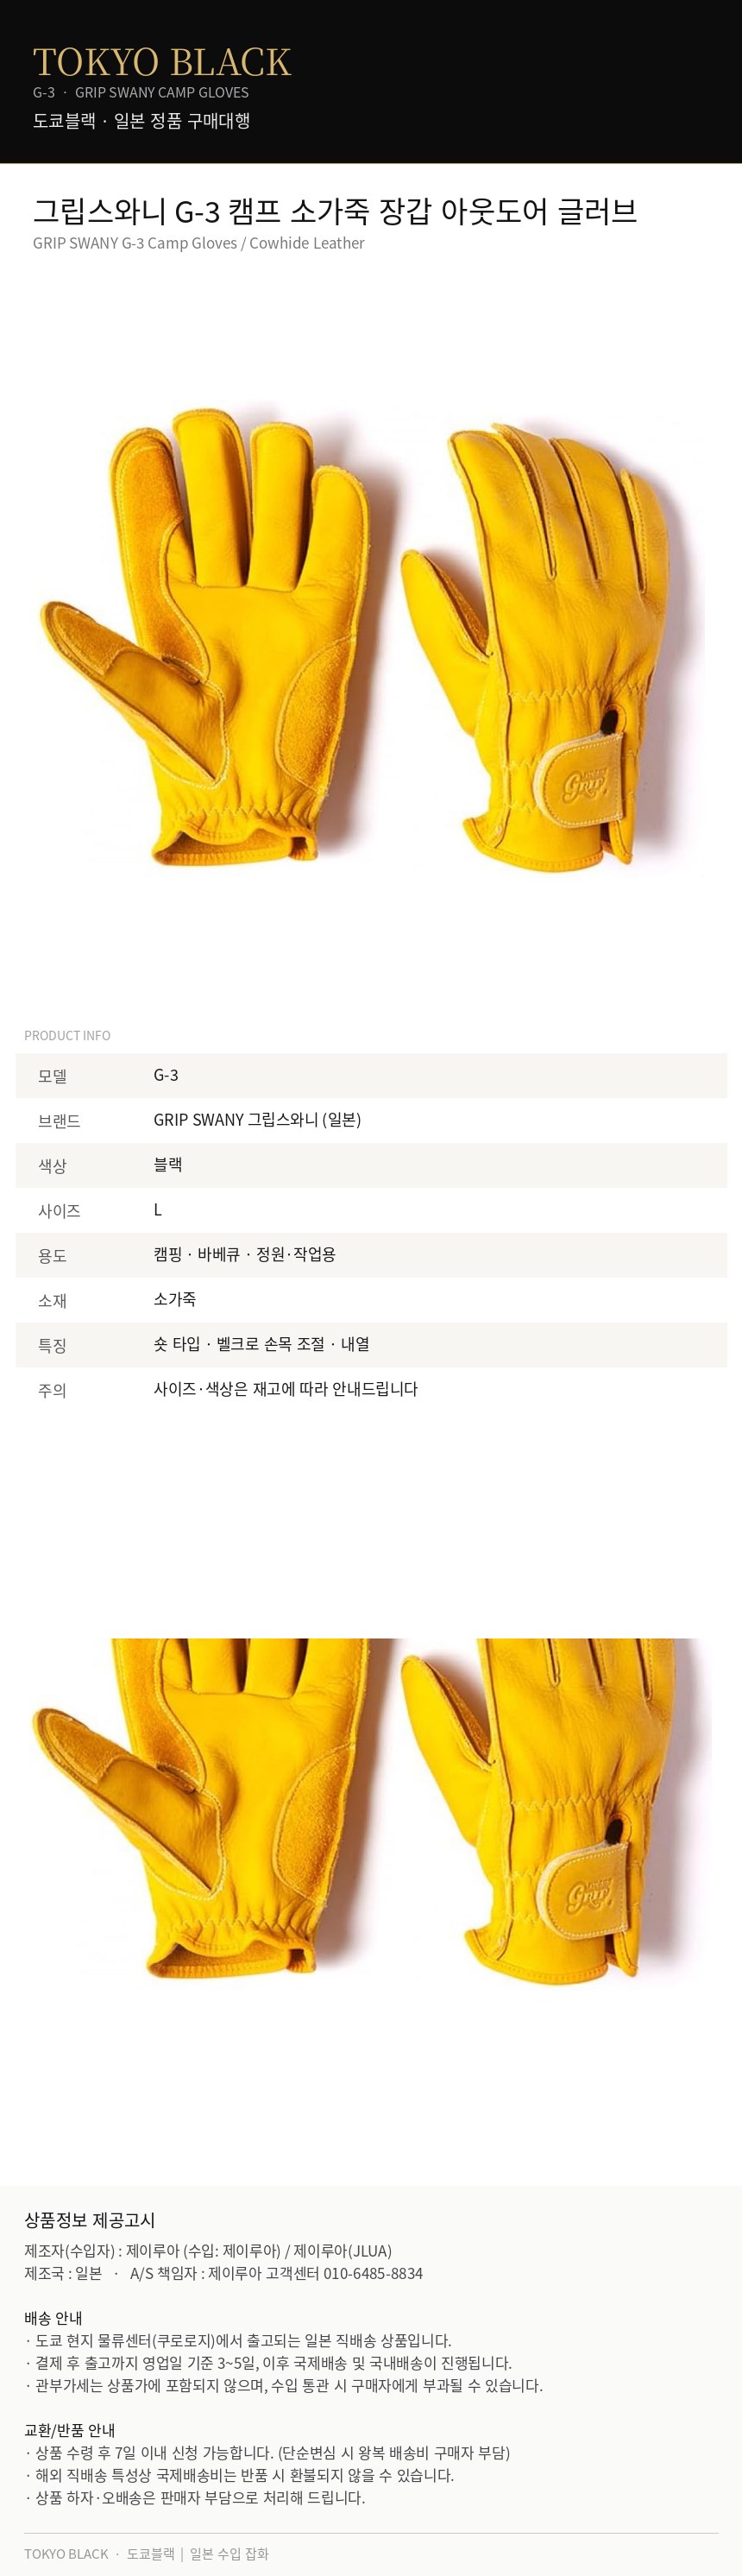 TOKYO BLACK
G-3 · GRIP SWANY CAMP GLOVES
도쿄블랙 · 일본 정품 구매대행
그립스와니 G-3 캠프 소가죽 장갑 아웃도어 글러브
GRIP SWANY G-3 Camp Gloves / Cowhide Leather
GRIP
PRODUCT INFO
모델 G-3
브랜드 GRIP SWANY 그립스와니 (일본)
색상 블랙
사이즈 L
용도 캠핑 · 바베큐 · 정원·작업용
소재 소가죽
특징 숏 타입 · 벨크로 손목 조절 · 내열
주의 사이즈·색상은 재고에 따라 안내드립니다
GRIP
상품정보 제공고시
제조자(수입자) : 제이루아 (수입: 제이루아) / 제이루아(JLUA)
제조국 : 일본 · A/S 책임자 : 제이루아 고객센터 010-6485-8834
배송 안내
· 도쿄 현지 물류센터(쿠로로지)에서 출고되는 일본 직배송 상품입니다.
· 결제 후 출고까지 영업일 기준 3~5일, 이후 국제배송 및 국내배송이 진행됩니다.
· 관부가세는 상품가에 포함되지 않으며, 수입 통관 시 구매자에게 부과될 수 있습니다.
교환/반품 안내
· 상품 수령 후 7일 이내 신청 가능합니다. (단순변심 시 왕복 배송비 구매자 부담)
· 해외 직배송 특성상 국제배송비는 반품 시 환불되지 않을 수 있습니다.
· 상품 하자·오배송은 판매자 부담으로 처리해 드립니다.
TOKYO BLACK · 도쿄블랙 | 일본 수입 잡화